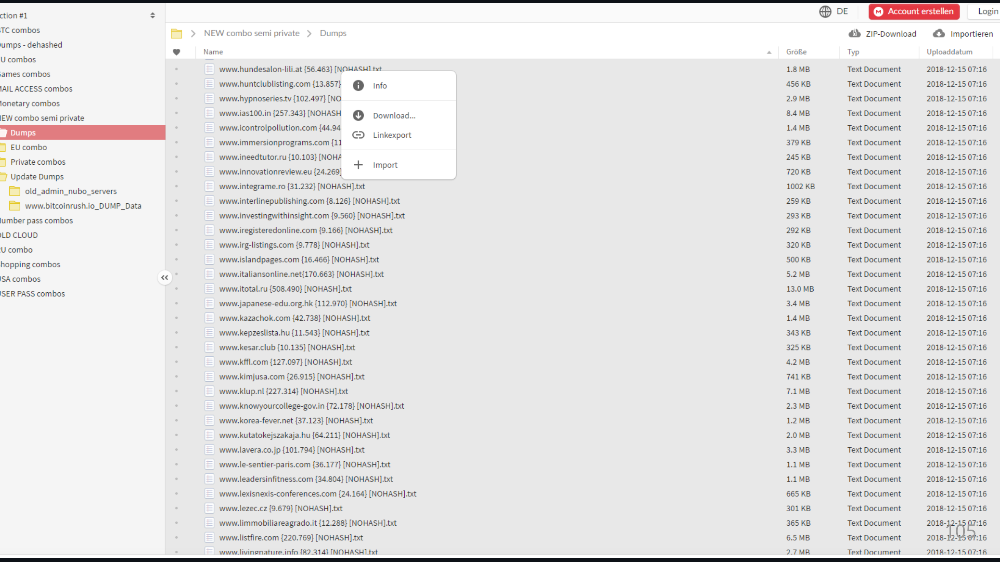 DE Account erstellen Login
ction #1
TC combos
umps - dehashed
U combos
ames combos
AIL ACCESS combos
onetary combos
EW combo semi private
Dumps
EU combo
Private combos
Update Dumps
old_admin_nubo_servers
www.bitcoinrush.io_DUMP_Data
umber pass combos
LD CLOUD
U combo
hopping combos
SA combos
SER PASS combos
NEW combo semi private Dumps ZIP-Download Importieren
Name Größe Typ Uploaddatum
www.hundesalon-lili.at {56.463} [NOHASH].txt 1.8 MB Text Document 2018-12-15 07:16
www.huntclublisting.com {13.857} 456 KB Text Document 2018-12-15 07:16
www.hypnoseries.tv {102.497} [NO 2.9 MB Text Document 2018-12-15 07:16
www.ias100.in {257.343} [NOHASH 8.4 MB Text Document 2018-12-15 07:16
www.icontrolpollution.com {44.94 1.4 MB Text Document 2018-12-15 07:16
www.immersionprograms.com {11 379 KB Text Document 2018-12-15 07:16
www.ineedtutor.ru {10.103} [NOHA 245 KB Text Document 2018-12-15 07:16
www.innovationreview.eu {24.269} 720 KB Text Document 2018-12-15 07:16
Info
Download...
Linkexport
Import
www.integrame.ro {31.232} [NOHASH].txt 1002 KB Text Document 2018-12-15 07:16
www.interlinepublishing.com {8.126} [NOHASH].txt 259 KB Text Document 2018-12-15 07:16
www.investingwithinsight.com {9.560} [NOHASH].txt 293 KB Text Document 2018-12-15 07:16
www.iregisteredonline.com {9.166} [NOHASH].txt 292 KB Text Document 2018-12-15 07:16
www.irg-listings.com {9.778} [NOHASH].txt 320 KB Text Document 2018-12-15 07:16
www.islandpages.com {16.466} [NOHASH].txt 500 KB Text Document 2018-12-15 07:16
www.italiansonline.net{170.663} [NOHASH].txt 5.2 MB Text Document 2018-12-15 07:16
www.itotal.ru {508.490} [NOHASH].txt 13.0 MB Text Document 2018-12-15 07:16
www.japanese-edu.org.hk {112.970} [NOHASH].txt 3.4 MB Text Document 2018-12-15 07:16
www.kazachok.com {42.738} [NOHASH].txt 1.4 MB Text Document 2018-12-15 07:16
www.kepzeslista.hu {11.543} [NOHASH].txt 343 KB Text Document 2018-12-15 07:16
www.kesar.club {10.135} [NOHASH].txt 325 KB Text Document 2018-12-15 07:16
www.kffl.com {127.097} [NOHASH].txt 4.2 MB Text Document 2018-12-15 07:16
www.kimjusa.com {26.915} [NOHASH].txt 741 KB Text Document 2018-12-15 07:16
www.klup.nl {227.314} [NOHASH].txt 7.1 MB Text Document 2018-12-15 07:16
www.knowyourcollege-gov.in {72.178} [NOHASH].txt 2.3 MB Text Document 2018-12-15 07:16
www.korea-fever.net {37.123} [NOHASH].txt 1.2 MB Text Document 2018-12-15 07:16
www.kutatokejszakaja.hu {64.211} [NOHASH].txt 2.0 MB Text Document 2018-12-15 07:16
www.lavera.co.jp {101.794} [NOHASH].txt 3.3 MB Text Document 2018-12-15 07:16
www.le-sentier-paris.com {36.177} [NOHASH].txt 1.1 MB Text Document 2018-12-15 07:16
www.leadersinfitness.com {34.804} [NOHASH].txt 1.1 MB Text Document 2018-12-15 07:16
www.lexisnexis-conferences.com {24.164} [NOHASH].txt 665 KB Text Document 2018-12-15 07:16
www.lezec.cz {9.679} [NOHASH].txt 301 KB Text Document 2018-12-15 07:16
www.limmobiliareagrado.it {12.288} [NOHASH].txt 365 KB Text Document 2018-12-15 07:16
www.listfire.com {220.769} [NOHASH].txt 6.5 MB Text Document 2018-12-15 07:16
www.livingnature.info {82.314} [NOHASH].txt 2.7 MB Text Document 2018-12-15 07:16
105